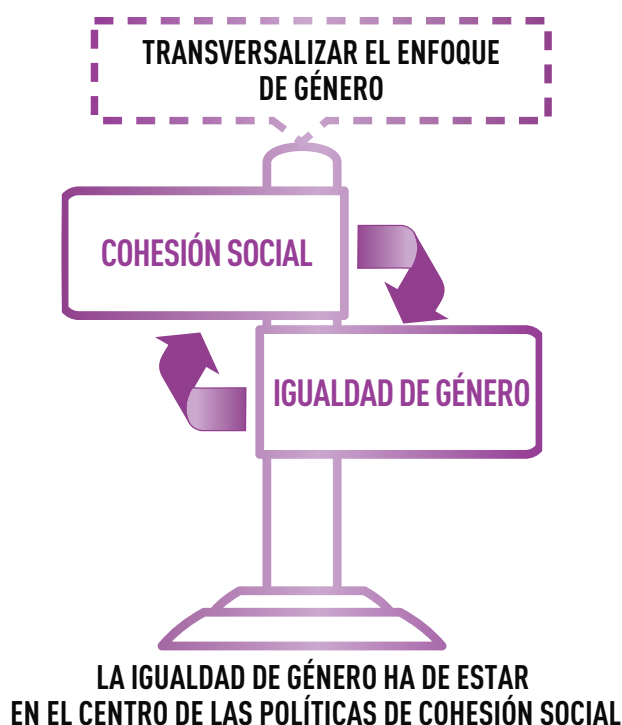 TRANSVERSALIZAR EL ENFOQUE
DE GÉNERO
COHESIÓN SOCIAL
IGUALDAD DE GÉNERO
LA IGUALDAD DE GÉNERO HA DE ESTAR
EN EL CENTRO DE LAS POLÍTICAS DE COHESIÓN SOCIAL